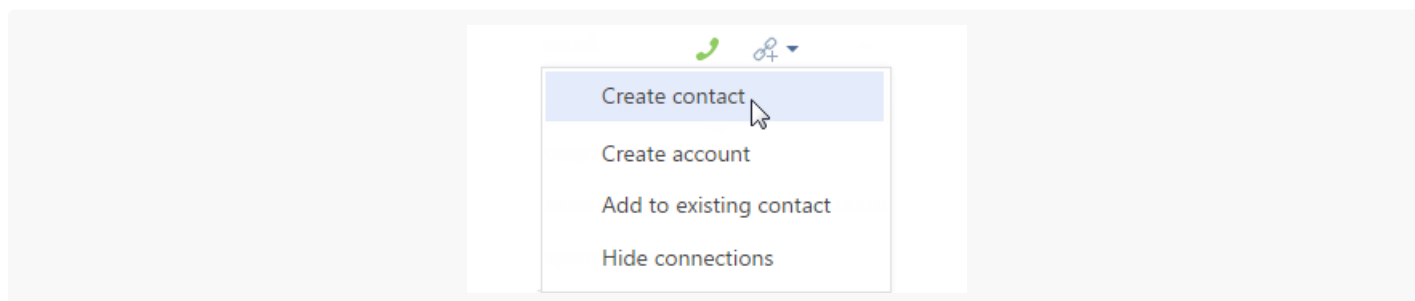 Create contact
Create account
Add to existing contact
Hide connections